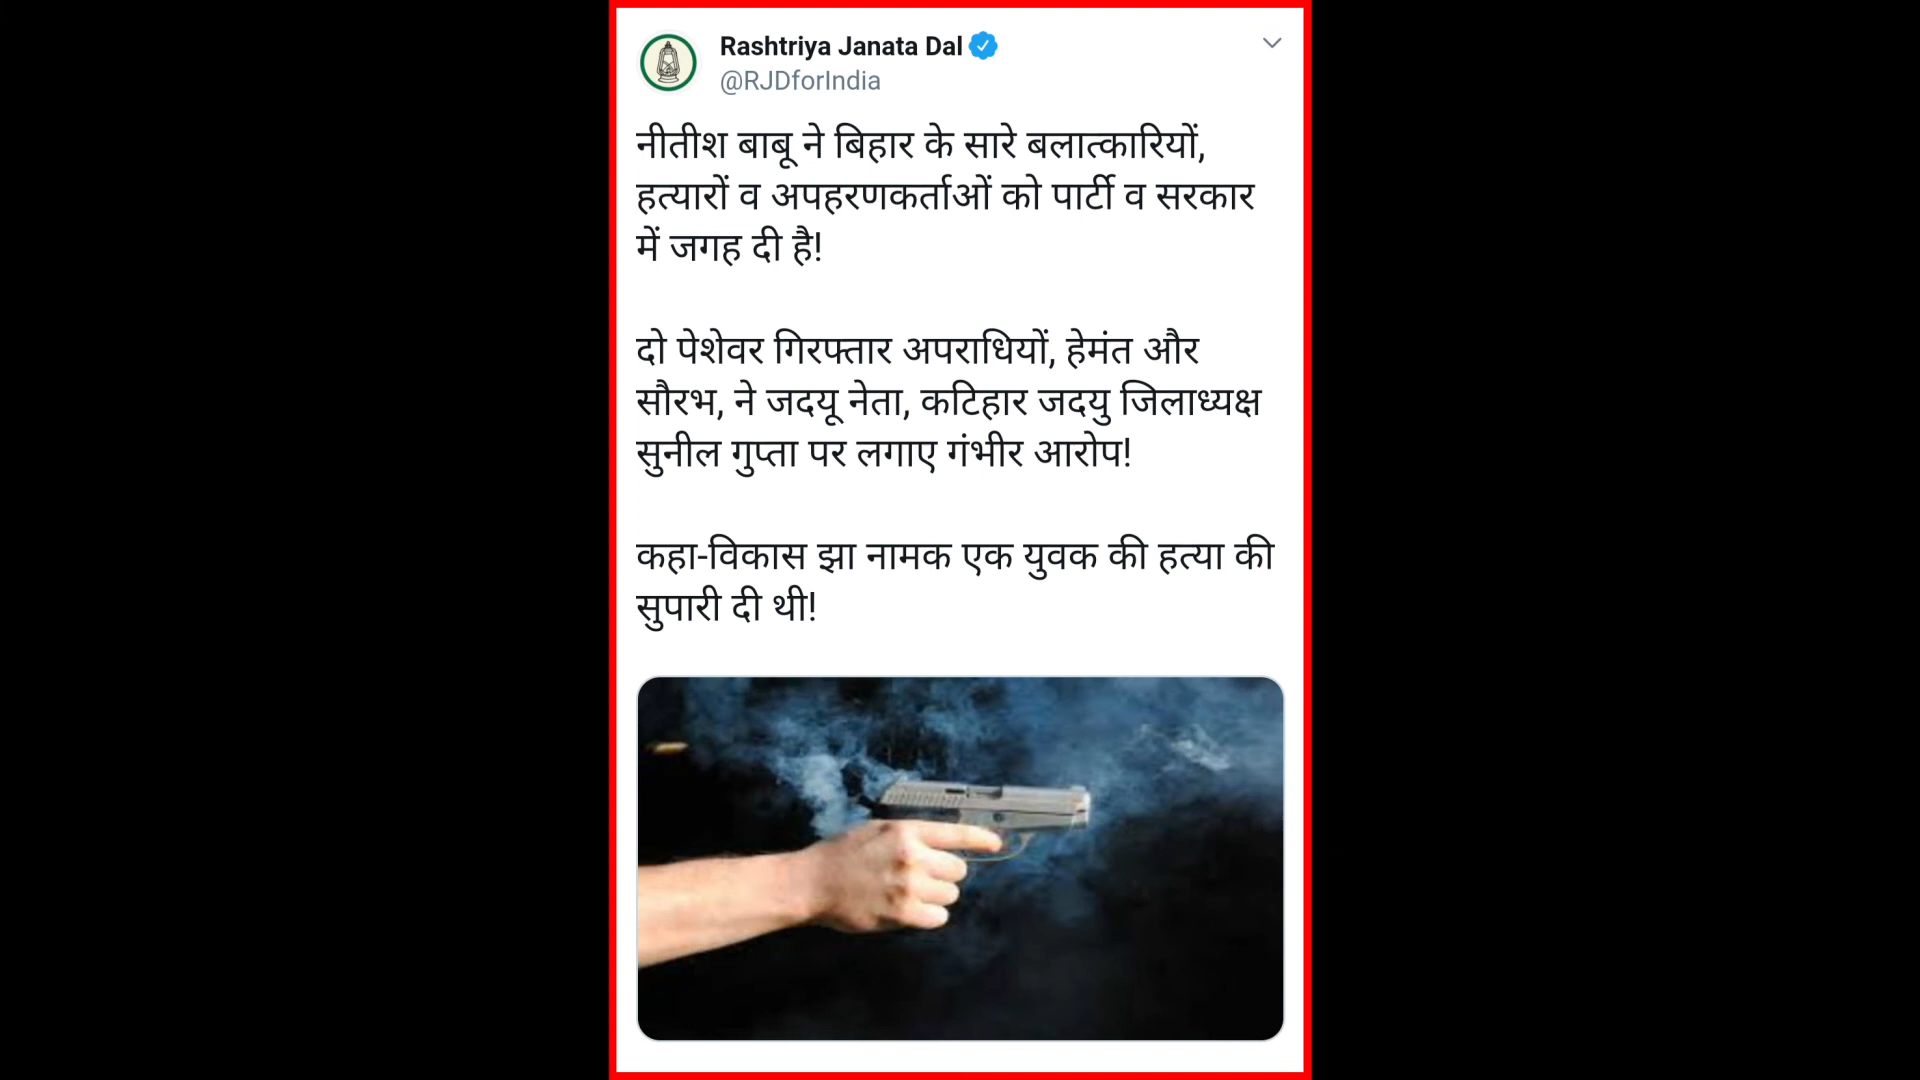 Rashtriya Janata Dal
@RJDforIndia
नीतीश बाबू ने बिहार के सारे बलात्कारियों,
हत्यारों व अपहरणकर्ताओं को पार्टी व सरकार
में जगह दी है!
दो पेशेवर गिरफ्तार अपराधियों, हेमंत और
सौरभ, ने जदयू नेता, कटिहार जदयु जिलाध्यक्ष
सुनील गुप्ता पर लगाए गंभीर आरोप!
कहा-विकास झा नामक एक युवक की हत्या की
सुपारी दी थी!